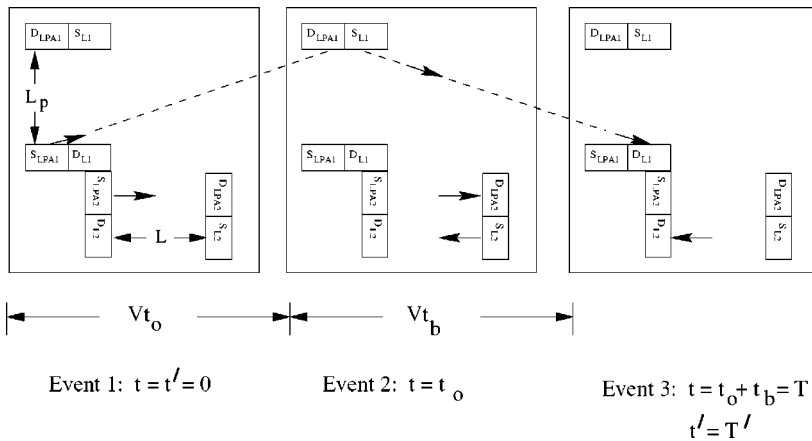 D_LPA1 S_L1 D_LPA1 S_L1 D_LPA1 S_L1
L_p
S_LPA1 D_L1 S_LPA1 D_L1 S_LPA1 D_L1
S_LPA2 D_LPA2 S_LPA2 D_LPA2 S_LPA2 D_LPA2
D_L2 L S_L2 D_L2 S_L2 D_L2 S_L2
Vt_o Vt_b
Event 1: t = t′ = 0 Event 2: t = t_o Event 3: t = t_o + t_b = T
t′ = T′